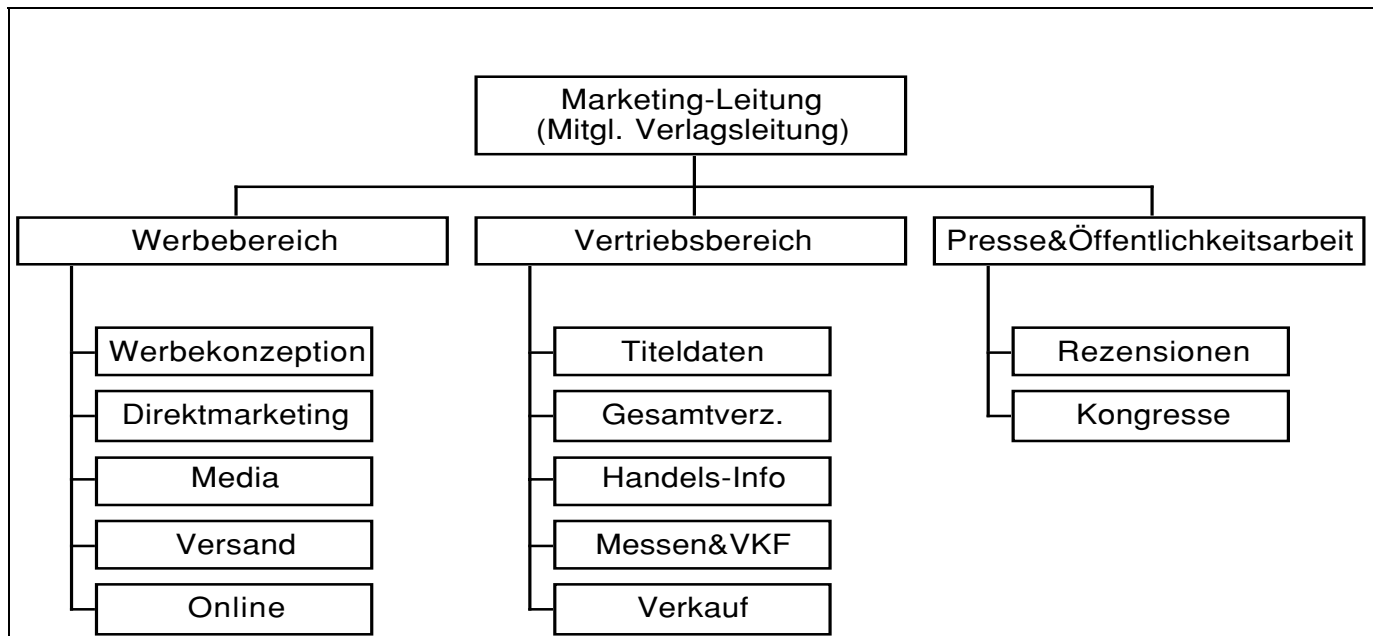 Marketing-Leitung
(Mitgl. Verlagsleitung)
Werbebereich
Vertriebsbereich
Presse&Öffentlichkeitsarbeit
Werbekonzeption
Direktmarketing
Media
Versand
Online
Titeldaten
Gesamtverz.
Handels-Info
Messen&VKF
Verkauf
Rezensionen
Kongresse